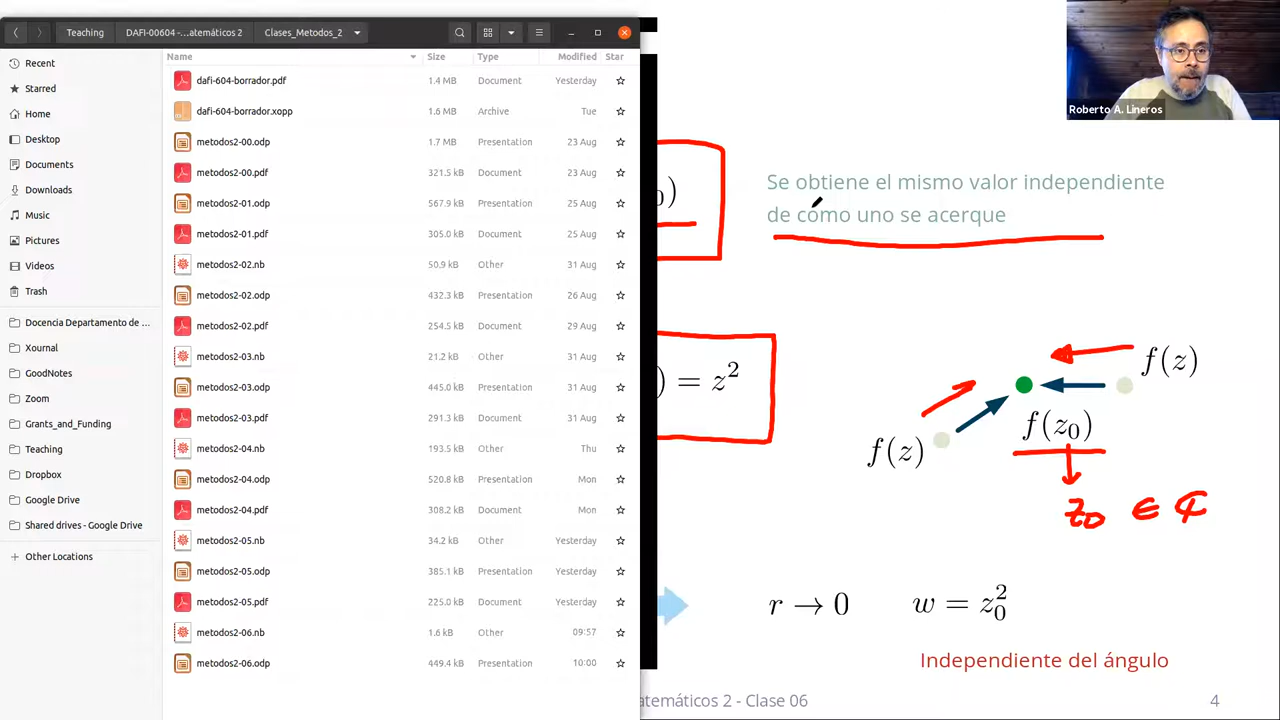 Teaching
DAFI-00604 -...atemáticos 2
Clases_Metodos_2
Name Size Type Modified Star
Recent
Starred
Home
Desktop
Documents
Downloads
Music
Pictures
Videos
Trash
Docencia Departamento de ...
Xournal
GoodNotes
Zoom
Grants_and_Funding
Teaching
Dropbox
Google Drive
Shared drives - Google Drive
Other Locations
dafi-604-borrador.pdf 1.4 MB Document Yesterday
dafi-604-borrador.xopp 1.6 MB Archive Tue
metodos2-00.odp 1.7 MB Presentation 23 Aug
metodos2-00.pdf 321.5 kB Document 23 Aug
metodos2-01.odp 567.9 kB Presentation 25 Aug
metodos2-01.pdf 305.0 kB Document 25 Aug
metodos2-02.nb 50.9 kB Other 31 Aug
metodos2-02.odp 432.3 kB Presentation 26 Aug
metodos2-02.pdf 254.5 kB Document 29 Aug
metodos2-03.nb 21.2 kB Other 31 Aug
metodos2-03.odp 445.0 kB Presentation 31 Aug
metodos2-03.pdf 291.3 kB Document 31 Aug
metodos2-04.nb 193.5 kB Other Thu
metodos2-04.odp 520.8 kB Presentation Mon
metodos2-04.pdf 308.2 kB Document Mon
metodos2-05.nb 34.2 kB Other Yesterday
metodos2-05.odp 385.1 kB Presentation Yesterday
metodos2-05.pdf 225.0 kB Document Yesterday
metodos2-06.nb 1.6 kB Other 09:57
metodos2-06.odp 449.4 kB Presentation 10:00
Roberto A. Lineros
₀)
Se obtiene el mismo valor independiente
de cómo uno se acerque
) = z²
f(z)
f(z₀)
f(z)
z₀ ∈ ℂ
r → 0 w = z₀²
Independiente del ángulo
atemáticos 2 - Clase 06 4